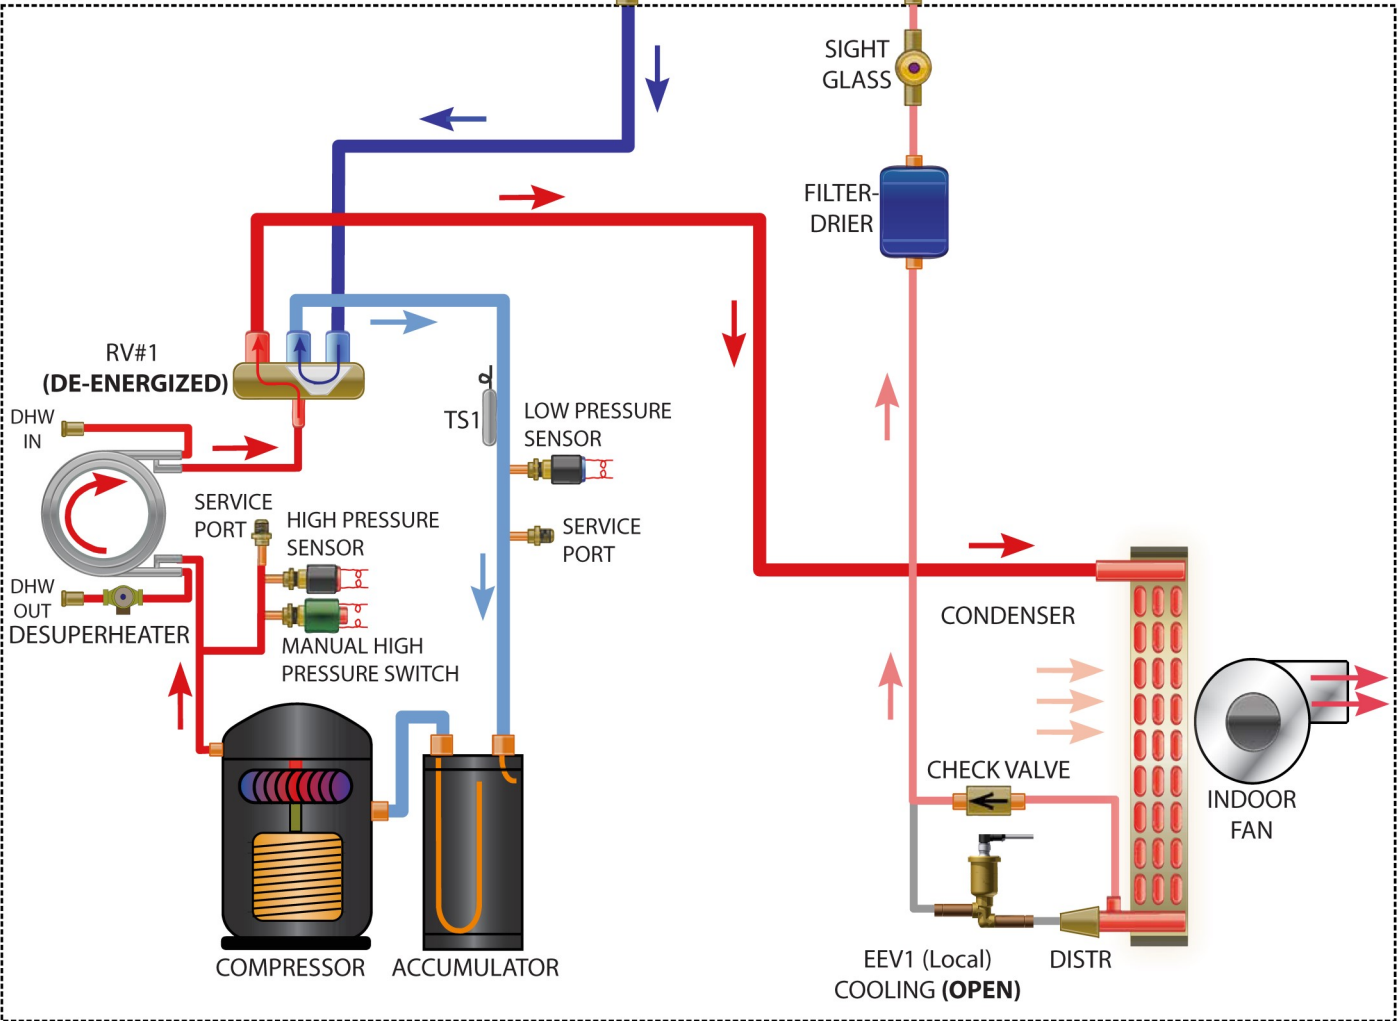 SIGHT
GLASS
FILTER-
DRIER
RV#1
(DE-ENERGIZED)
DHW
IN
TS1
LOW PRESSURE
SENSOR
SERVICE
PORT
HIGH PRESSURE
SENSOR
SERVICE
PORT
DHW
OUT
DESUPERHEATER
MANUAL HIGH
PRESSURE SWITCH
CONDENSER
CHECK VALVE
INDOOR
FAN
COMPRESSOR
ACCUMULATOR
EEV1 (Local)
COOLING (OPEN)
DISTR